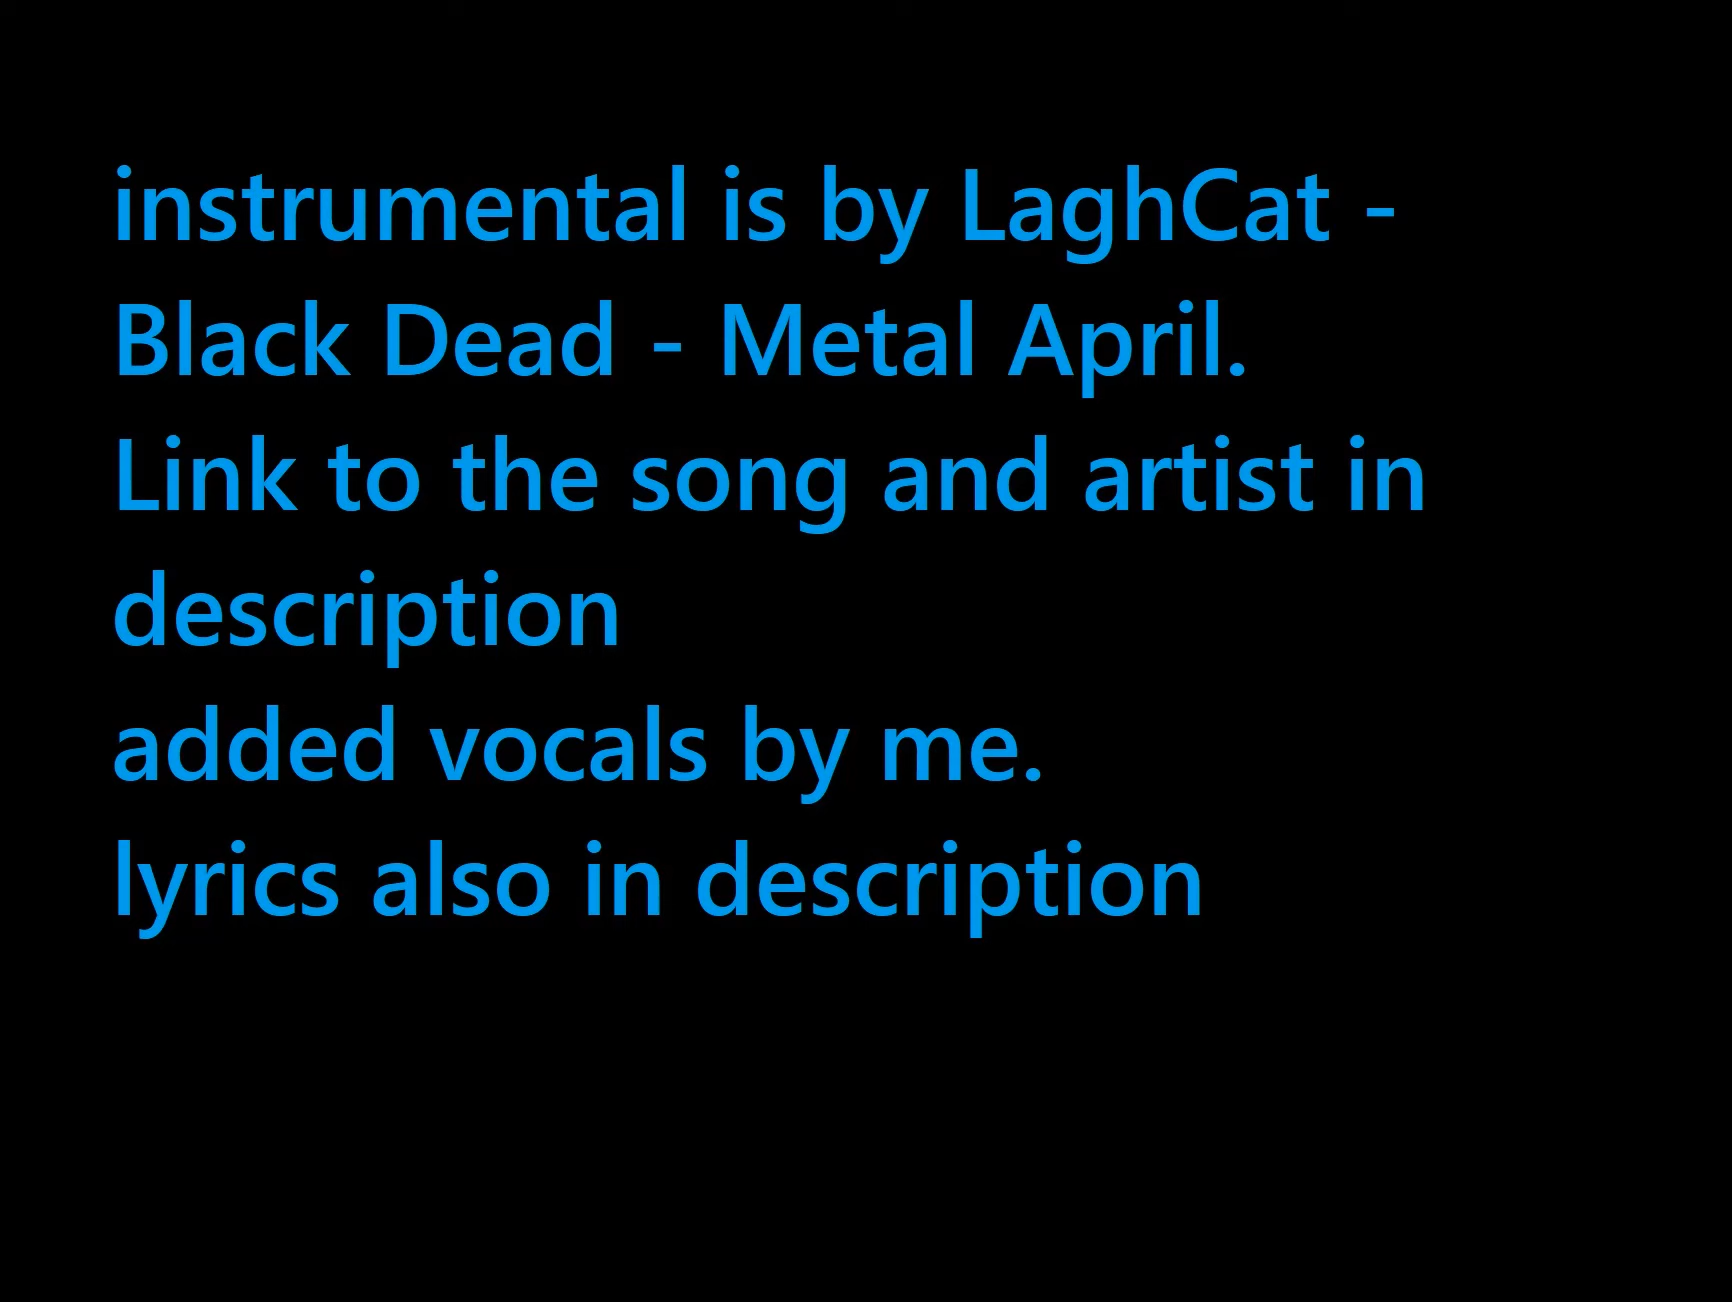 instrumental is by LaghCat -
Black Dead - Metal April.
Link to the song and artist in
description
added vocals by me.
lyrics also in description